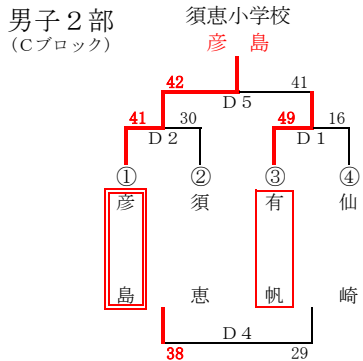 男子２部
（Ｃブロック）
須恵小学校
彦 島
42 41
Ｄ５
41 30 49 16
Ｄ２ Ｄ１
① ② ③ ④
彦島
須恵
有帆
仙崎
Ｄ４
38 29